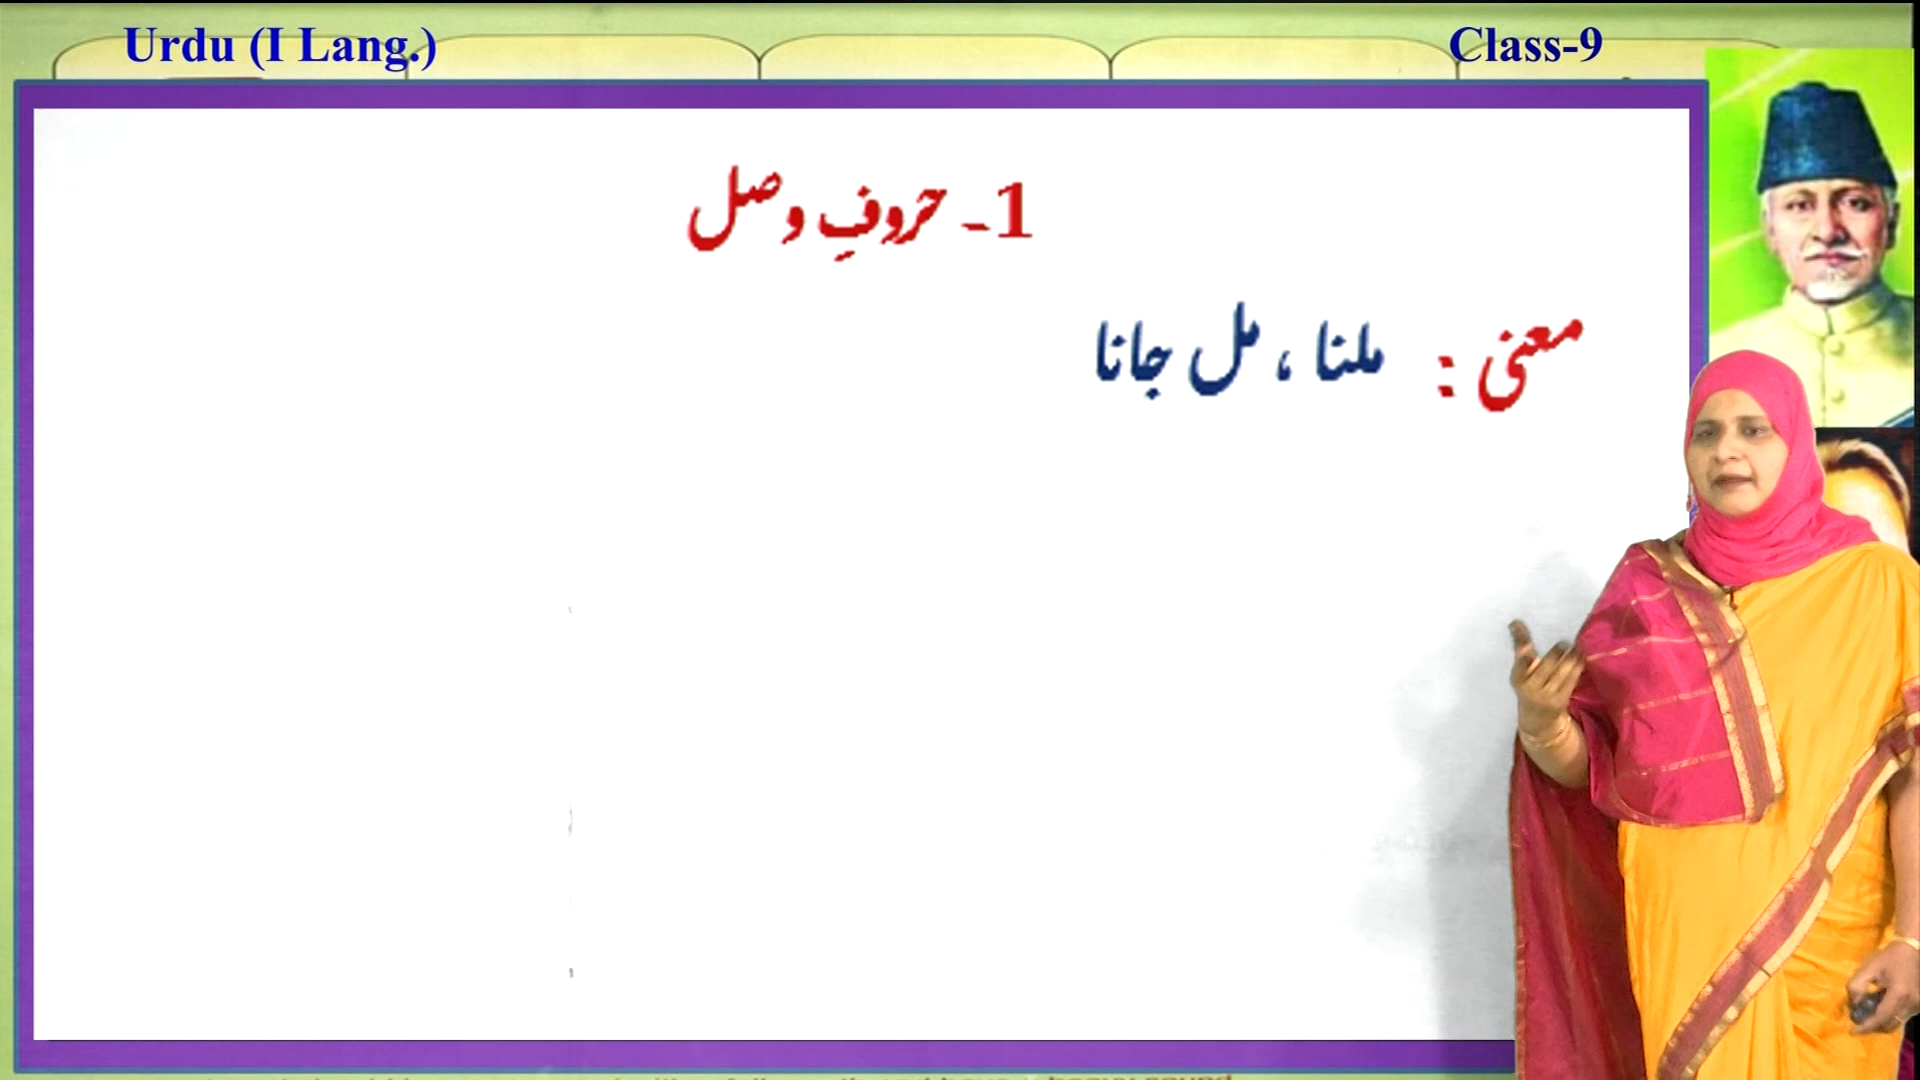 Urdu (I Lang.) Class-9
1۔ حروفِ وصل
معنی : ملنا ، مل جانا